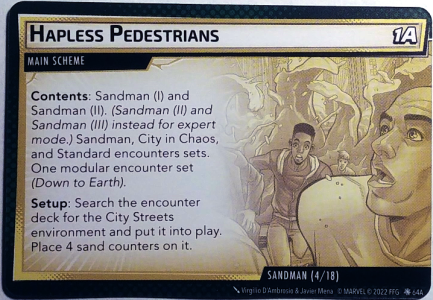 HAPLESS PEDESTRIANS
1A
MAIN SCHEME
Contents: Sandman (I) and
Sandman (II). (Sandman (II) and
Sandman (III) instead for expert
mode.) Sandman, City in Chaos,
and Standard encounters sets.
One modular encounter set
(Down to Earth).
Setup: Search the encounter
deck for the City Streets
environment and put it into play.
Place 4 sand counters on it.
SANDMAN (4/18)
Virgilio D'Ambrosio & Javier Mena © MARVEL © 2022 FFG 64A